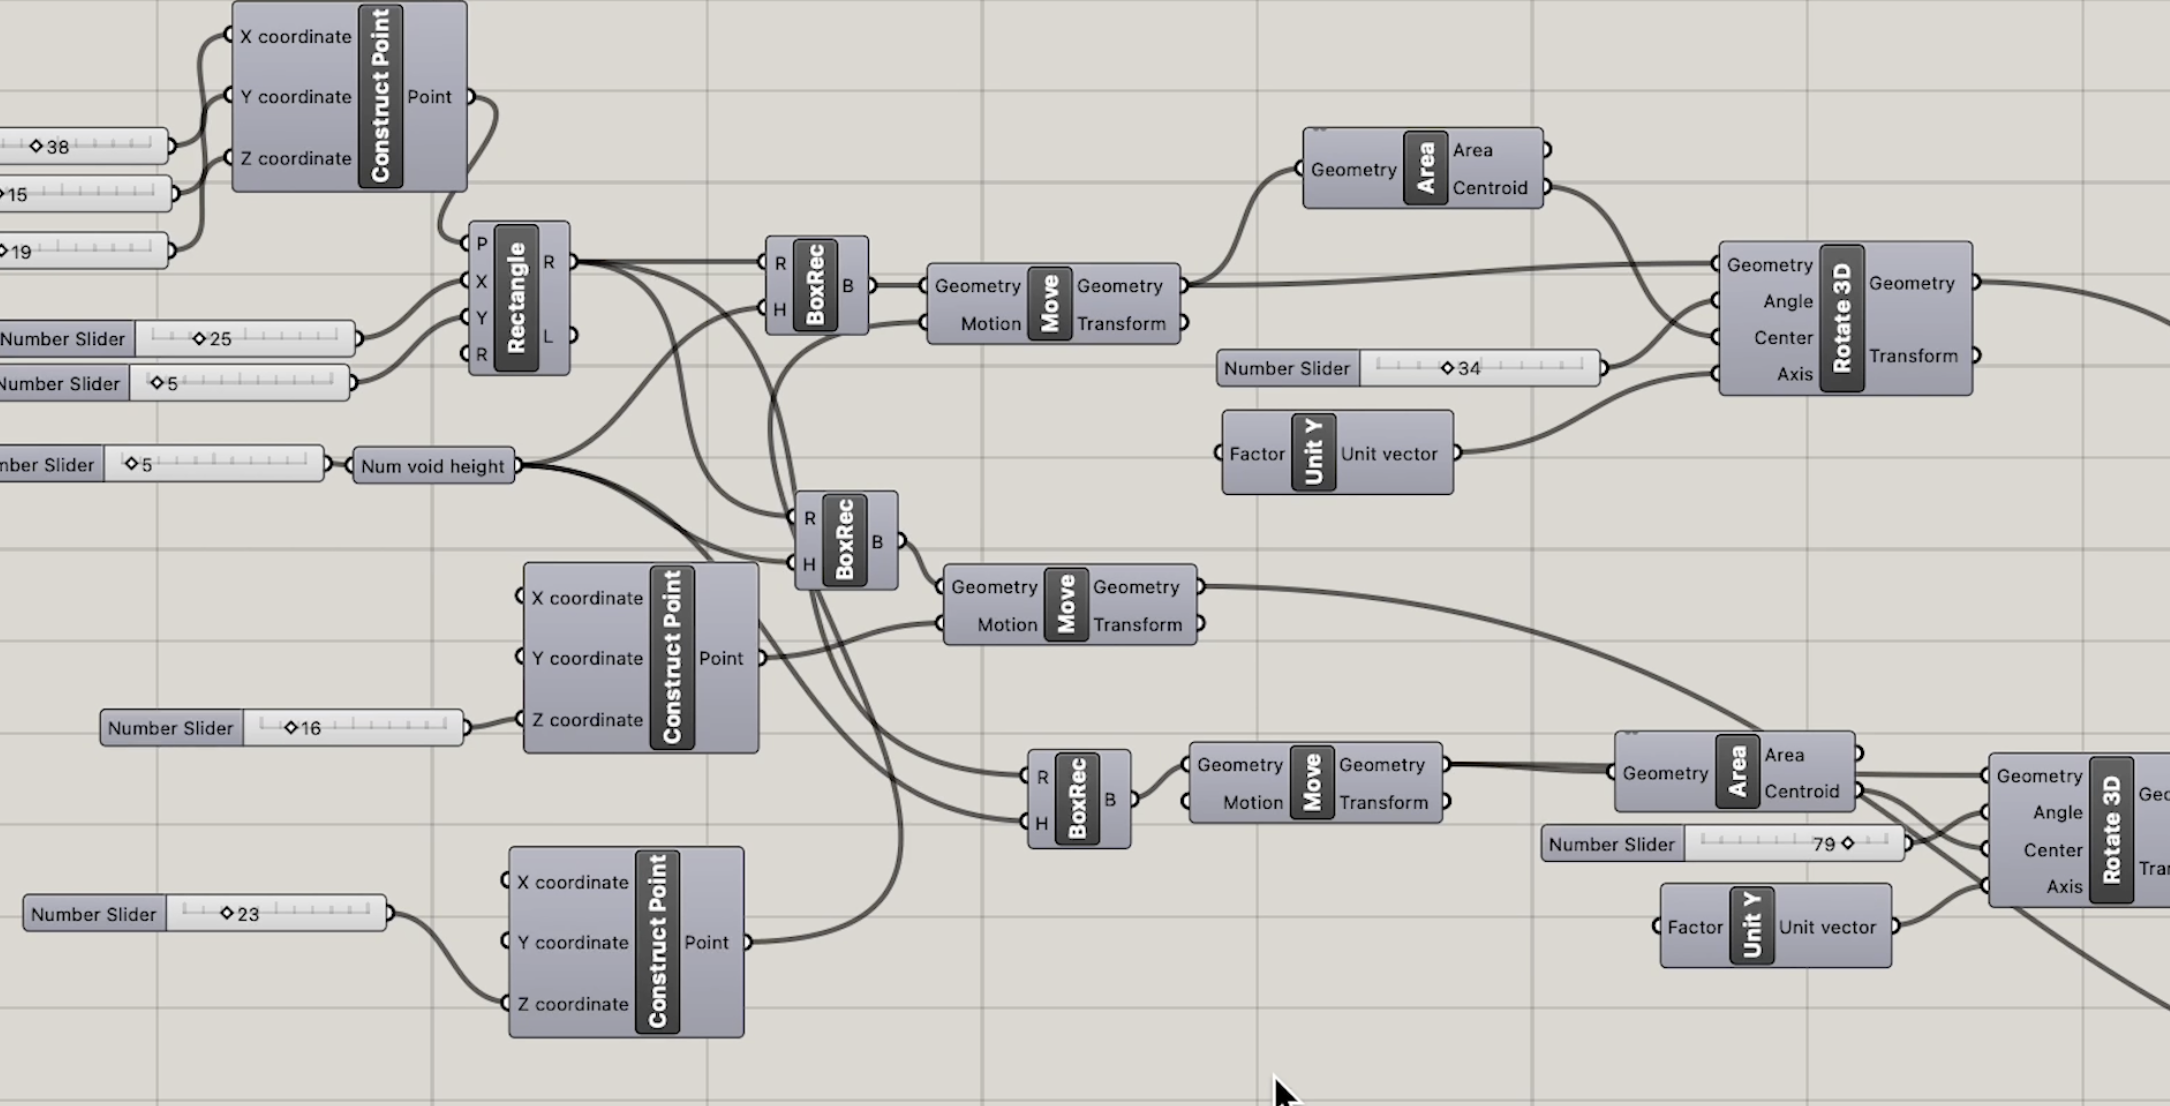 X coordinate
Y coordinate
Z coordinate
Construct Point
Point
38
15
19
P
X
Y
R
Rectangle
R
L
Number Slider
25
Number Slider
5
mber Slider
5
Num void height
R
H
BoxRec
B
Geometry
Motion
Move
Geometry
Transform
Geometry
Area
Area
Centroid
Number Slider
34
Factor
Unit Y
Unit vector
Geometry
Angle
Center
Axis
Rotate 3D
Geometry
Transform
R
H
BoxRec
B
X coordinate
Y coordinate
Z coordinate
Construct Point
Point
Geometry
Motion
Move
Geometry
Transform
Number Slider
16
R
H
BoxRec
B
Geometry
Motion
Move
Geometry
Transform
Geometry
Area
Area
Centroid
Number Slider
79
Factor
Unit Y
Unit vector
Geometry
Angle
Center
Axis
Rotate 3D
Geo
Tra
Number Slider
23
X coordinate
Y coordinate
Z coordinate
Construct Point
Point